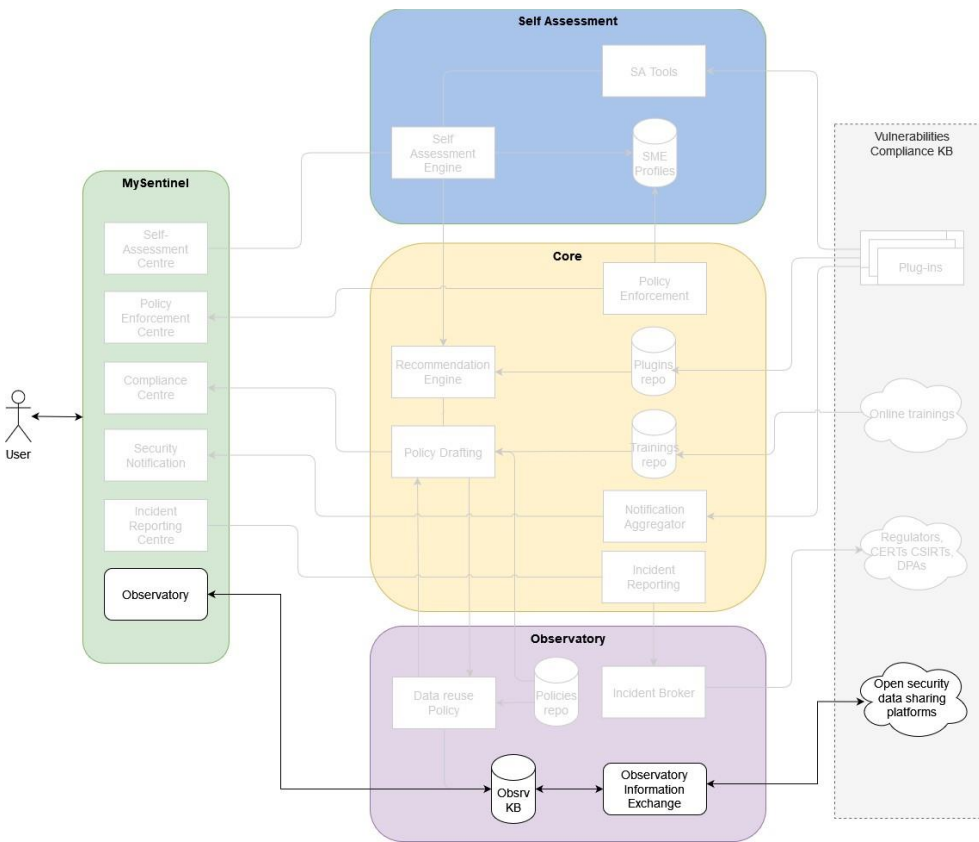 Self Assessment
SA Tools
Self
Assessment
Engine
SME
Profiles
Vulnerabilities
Compliance KB
Plug-ins
Online trainings
Regulators,
CERTs CSIRTs,
DPAs
Open security
data sharing
platforms
MySentinel
Self-
Assessment
Centre
Policy
Enforcement
Centre
Compliance
Centre
Security
Notification
Incident
Reporting
Centre
Observatory
User
Core
Policy
Enforcement
Recommendation
Engine
Plugins
repo
Policy Drafting
Trainings
repo
Notification
Aggregator
Incident
Reporting
Observatory
Data reuse
Policy
Policies
repo
Incident Broker
Obsrv
KB
Observatory
Information
Exchange